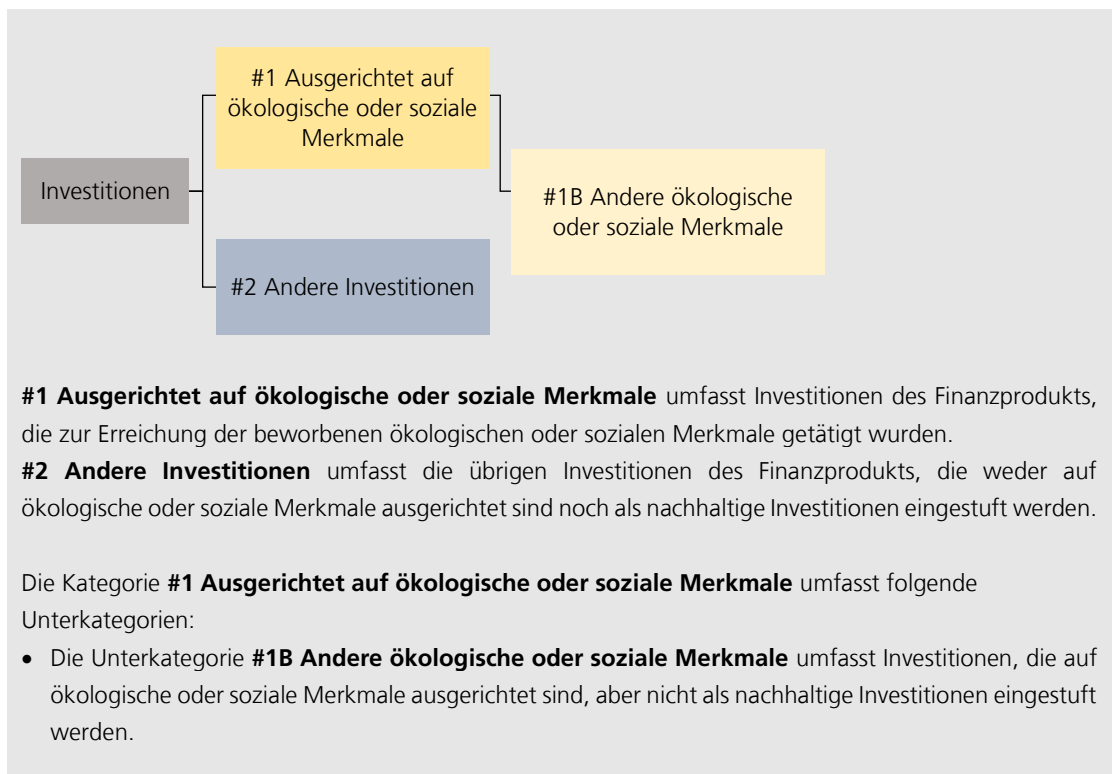 #1 Ausgerichtet auf
ökologische oder soziale
Merkmale
Investitionen
#1B Andere ökologische
oder soziale Merkmale
#2 Andere Investitionen
#1 Ausgerichtet auf ökologische oder soziale Merkmale umfasst Investitionen des Finanzprodukts,
die zur Erreichung der beworbenen ökologischen oder sozialen Merkmale getätigt wurden.
#2 Andere Investitionen umfasst die übrigen Investitionen des Finanzprodukts, die weder auf
ökologische oder soziale Merkmale ausgerichtet sind noch als nachhaltige Investitionen eingestuft werden.
Die Kategorie #1 Ausgerichtet auf ökologische oder soziale Merkmale umfasst folgende
Unterkategorien:
• Die Unterkategorie #1B Andere ökologische oder soziale Merkmale umfasst Investitionen, die auf
ökologische oder soziale Merkmale ausgerichtet sind, aber nicht als nachhaltige Investitionen eingestuft
werden.